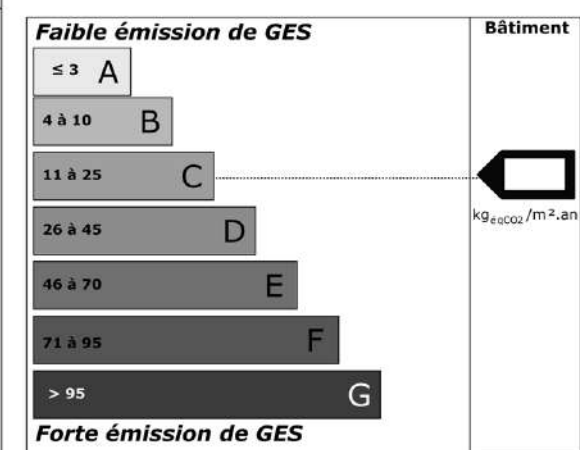 Faible émission de GES
Bâtiment
≤ 3 A
4 à 10 B
11 à 25 C
26 à 45 D
46 à 70 E
71 à 95 F
> 95 G
Forte émission de GES
kgéqCO2/m².an